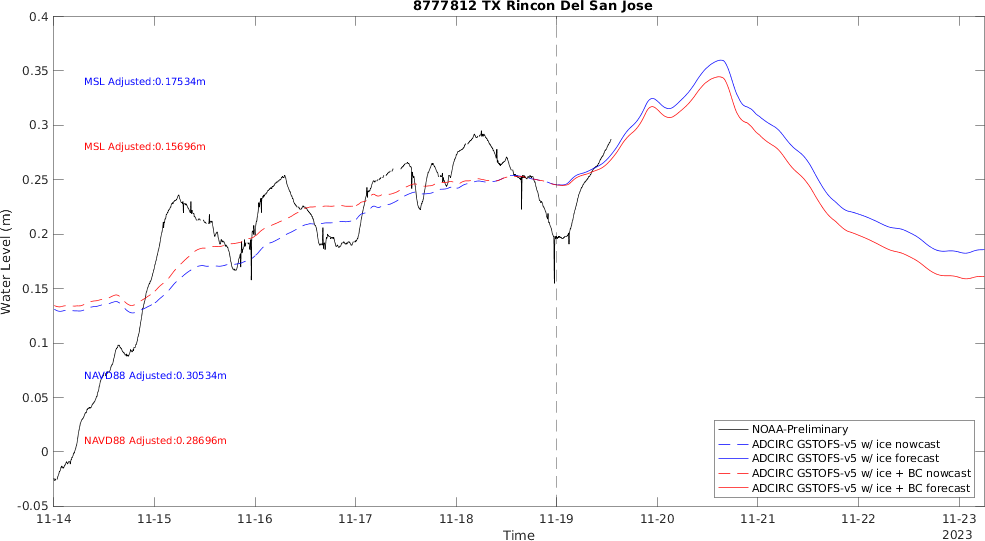 8777812 TX Rincon Del San Jose
0.4
0.35
0.3
0.25
0.2
0.15
0.1
0.05
0
-0.05
Water Level (m)
MSL Adjusted:0.17534m
MSL Adjusted:0.15696m
NAVD88 Adjusted:0.30534m
NAVD88 Adjusted:0.28696m
NOAA-Preliminary
ADCIRC GSTOFS-v5 w/ ice nowcast
ADCIRC GSTOFS-v5 w/ ice forecast
ADCIRC GSTOFS-v5 w/ ice + BC nowcast
ADCIRC GSTOFS-v5 w/ ice + BC forecast
11-14 11-15 11-16 11-17 11-18 11-19 11-20 11-21 11-22 11-23
Time
2023